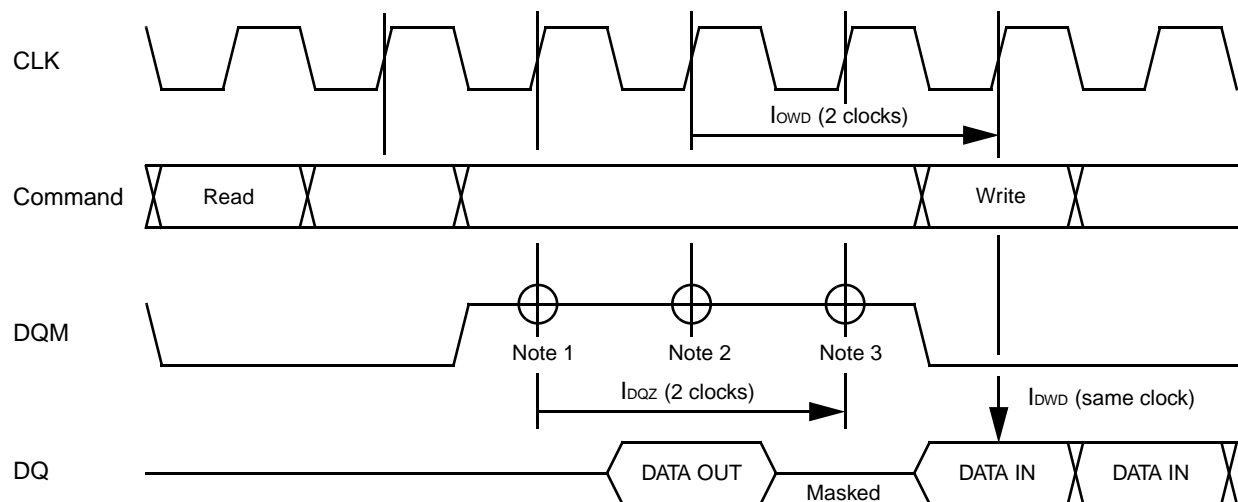 CLK
IOWD (2 clocks)
Command
Read
Write
DQM
Note 1
Note 2
Note 3
IDQZ (2 clocks)
IDWD (same clock)
DQ
DATA OUT
Masked
DATA IN
DATA IN